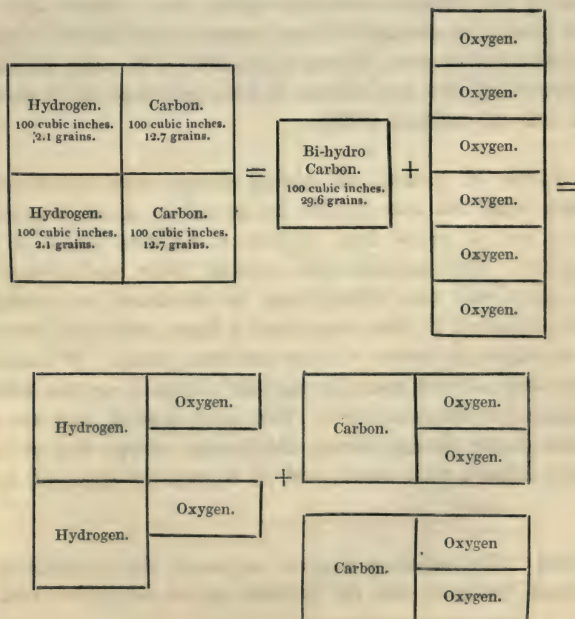 Hydrogen.
100 cubic inches.
2.1 grains.
Carbon.
100 cubic inches.
12.7 grains.
Hydrogen.
100 cubic inches.
2.1 grains.
Carbon.
100 cubic inches.
12.7 grains.
=
Bi-hydro
Carbon.
100 cubic inches.
29.6 grains.
+
Oxygen.
Oxygen.
Oxygen.
Oxygen.
Oxygen.
Oxygen.
=
Hydrogen.
Oxygen.
Hydrogen.
Oxygen.
+
Carbon.
Oxygen.
Oxygen.
Carbon.
Oxygen
Oxygen.